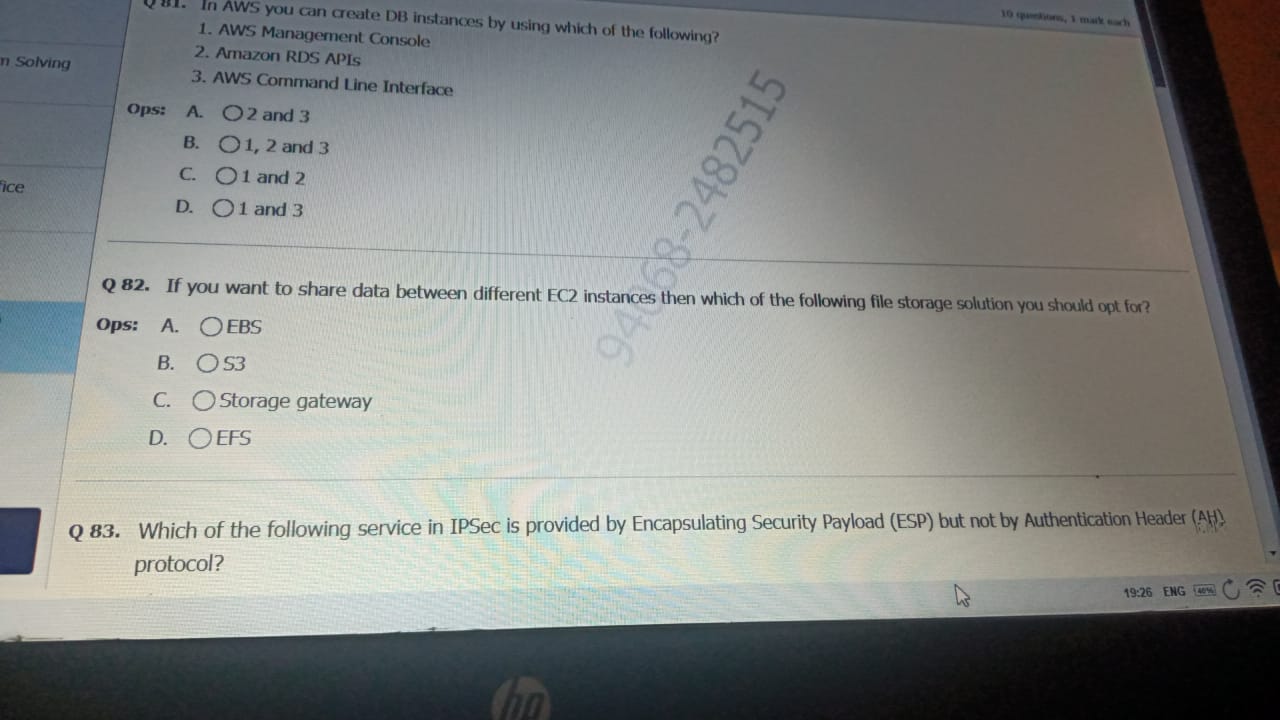 10 questions, 1 mark each
Q 81. In AWS you can create DB instances by using which of the following?
1. AWS Management Console
2. Amazon RDS APIs
3. AWS Command Line Interface
Ops: A. 2 and 3
B. 1, 2 and 3
C. 1 and 2
D. 1 and 3
n Solving
fice
Q 82. If you want to share data between different EC2 instances then which of the following file storage solution you should opt for?
Ops: A. EBS
B. S3
C. Storage gateway
D. EFS
94068-2482515
Q 83. Which of the following service in IPSec is provided by Encapsulating Security Payload (ESP) but not by Authentication Header (AH)
protocol?
19:26 ENG 40%
hp